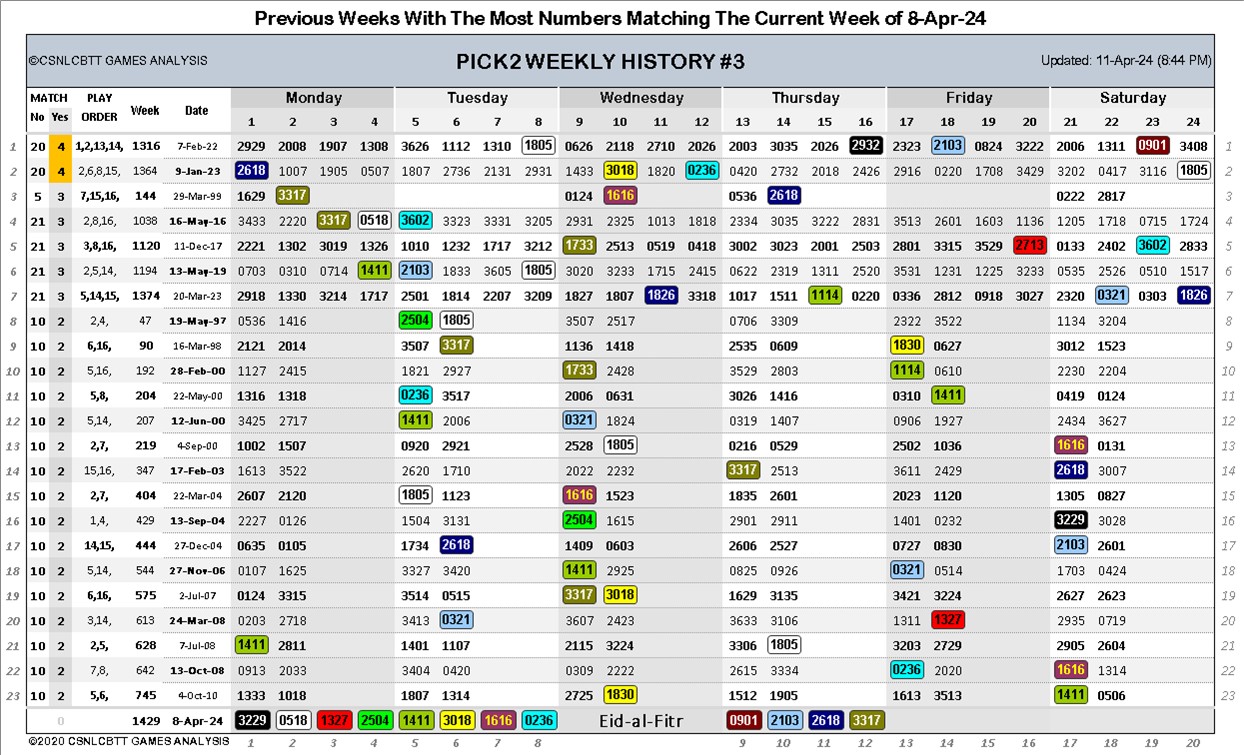 Previous Weeks With The Most Numbers Matching The Current Week of 8-Apr-24
©CSNLCBTT GAMES ANALYSIS PICK2 WEEKLY HISTORY #3 Updated: 11-Apr-24 (8:44 PM)
MATCH PLAY Week Date Monday Tuesday Wednesday Thursday Friday Saturday
No Yes ORDER 1 2 3 4 5 6 7 8 9 10 11 12 13 14 15 16 17 18 19 20 21 22 23 24
1 20 4 1,2,13,14, 1316 7-Feb-22 2929 2008 1907 1308 3626 1112 1310 1805 0626 2118 2710 2026 2003 3035 2026 2932 2323 2103 0824 3222 2006 1311 0901 3408 1
2 20 4 2,6,8,15, 1364 9-Jan-23 2618 1007 1905 0507 1807 2736 2131 2931 1433 3018 1820 0236 0420 2732 2018 2426 2916 0220 1708 3429 3202 0417 3116 1805 2
3 5 3 7,15,16, 144 29-Mar-99 1629 3317 0124 1616 0536 2618 0222 2817 3
4 21 3 2,8,16, 1038 16-May-16 3433 2220 3317 0518 3602 3323 3331 3205 2931 2325 1013 1818 2334 3035 3222 2831 3513 2601 1603 1136 1205 1718 0715 1724 4
5 21 3 3,8,16, 1120 11-Dec-17 2221 1302 3019 1326 1010 1232 1717 3212 1733 2513 0519 0418 3002 3023 2001 2503 2801 3315 3529 2713 0133 2402 3602 2833 5
6 21 3 2,5,14, 1194 13-May-19 0703 0310 0714 1411 2103 1833 3605 1805 3020 3233 1715 2415 0622 2319 1311 2520 3531 1231 1225 3233 0535 2526 0510 1517 6
7 21 3 5,14,15, 1374 20-Mar-23 2918 1330 3214 1717 2501 1814 2207 3209 1827 1807 1826 3318 1017 1511 1114 0220 0336 2812 0918 3027 2320 0321 0303 1826 7
8 10 2 2,4, 47 19-May-97 0536 1416 2504 1805 3507 2517 0706 3309 2322 3522 1134 3204 8
9 10 2 6,16, 90 16-Mar-98 2121 2014 3507 3317 1136 1418 2535 0609 1830 0627 3012 1523 9
10 10 2 5,16, 192 28-Feb-00 1127 2415 1821 2927 1733 2428 3529 2803 1114 0610 2230 2204 10
11 10 2 5,8, 204 22-May-00 1316 1318 0236 3517 2006 0631 3026 1416 0310 1411 0419 0124 11
12 10 2 5,14, 207 12-Jun-00 3425 2717 1411 2006 0321 1824 0319 1407 0906 1927 2434 3627 12
13 10 2 2,7, 219 4-Sep-00 1002 1507 0920 2921 2528 1805 0216 0529 2502 1036 1616 0131 13
14 10 2 15,16, 347 17-Feb-03 1613 3522 2620 1710 2022 2232 3317 2513 3611 2429 2618 3007 14
15 10 2 2,7, 404 22-Mar-04 2607 2120 1805 1123 1616 1523 1835 2601 2023 1120 1305 0827 15
16 10 2 1,4, 429 13-Sep-04 2227 0126 1504 3131 2504 1615 2901 2911 1401 0232 3229 3028 16
17 10 2 14,15, 444 27-Dec-04 0635 0105 1734 2618 1409 0603 2606 2527 0727 0830 2103 2601 17
18 10 2 5,14, 544 27-Nov-06 0107 1625 3327 3420 1411 2925 0825 0926 0321 0514 1703 0424 18
19 10 2 6,16, 575 2-Jul-07 0124 3315 3514 0515 3317 3018 1629 3135 3421 3224 2627 2623 19
20 10 2 3,14, 613 24-Mar-08 0203 2718 3413 0321 3607 2423 3633 3106 1311 1327 2935 0719 20
21 10 2 2,5, 628 7-Jul-08 1411 2811 1401 1107 2115 3224 3306 1805 3203 2729 2905 2604 21
22 10 2 7,8, 642 13-Oct-08 0913 2033 3404 0420 0309 2222 2615 3334 0236 2020 1616 1314 22
23 10 2 5,6, 745 4-Oct-10 1333 1018 1807 1314 2725 1830 1512 1905 1613 3513 1411 0506 23
0 1429 8-Apr-24 3229 0518 1327 2504 1411 3018 1616 0236 Eid-al-Fitr 0901 2103 2618 3317
©2020 CSNLCBTT GAMES ANALYSIS 1 2 3 4 5 6 7 8 9 10 11 12 13 14 15 16 17 18 19 20